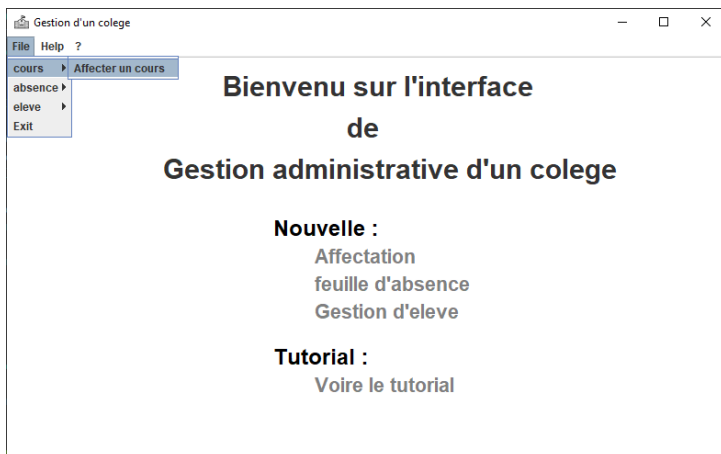 Gestion d'un colege
File Help ?
cours Affecter un cours
absence
eleve
Exit
Bienvenu sur l'interface
de
Gestion administrative d'un colege
Nouvelle :
Affectation
feuille d'absence
Gestion d'eleve
Tutorial :
Voire le tutorial